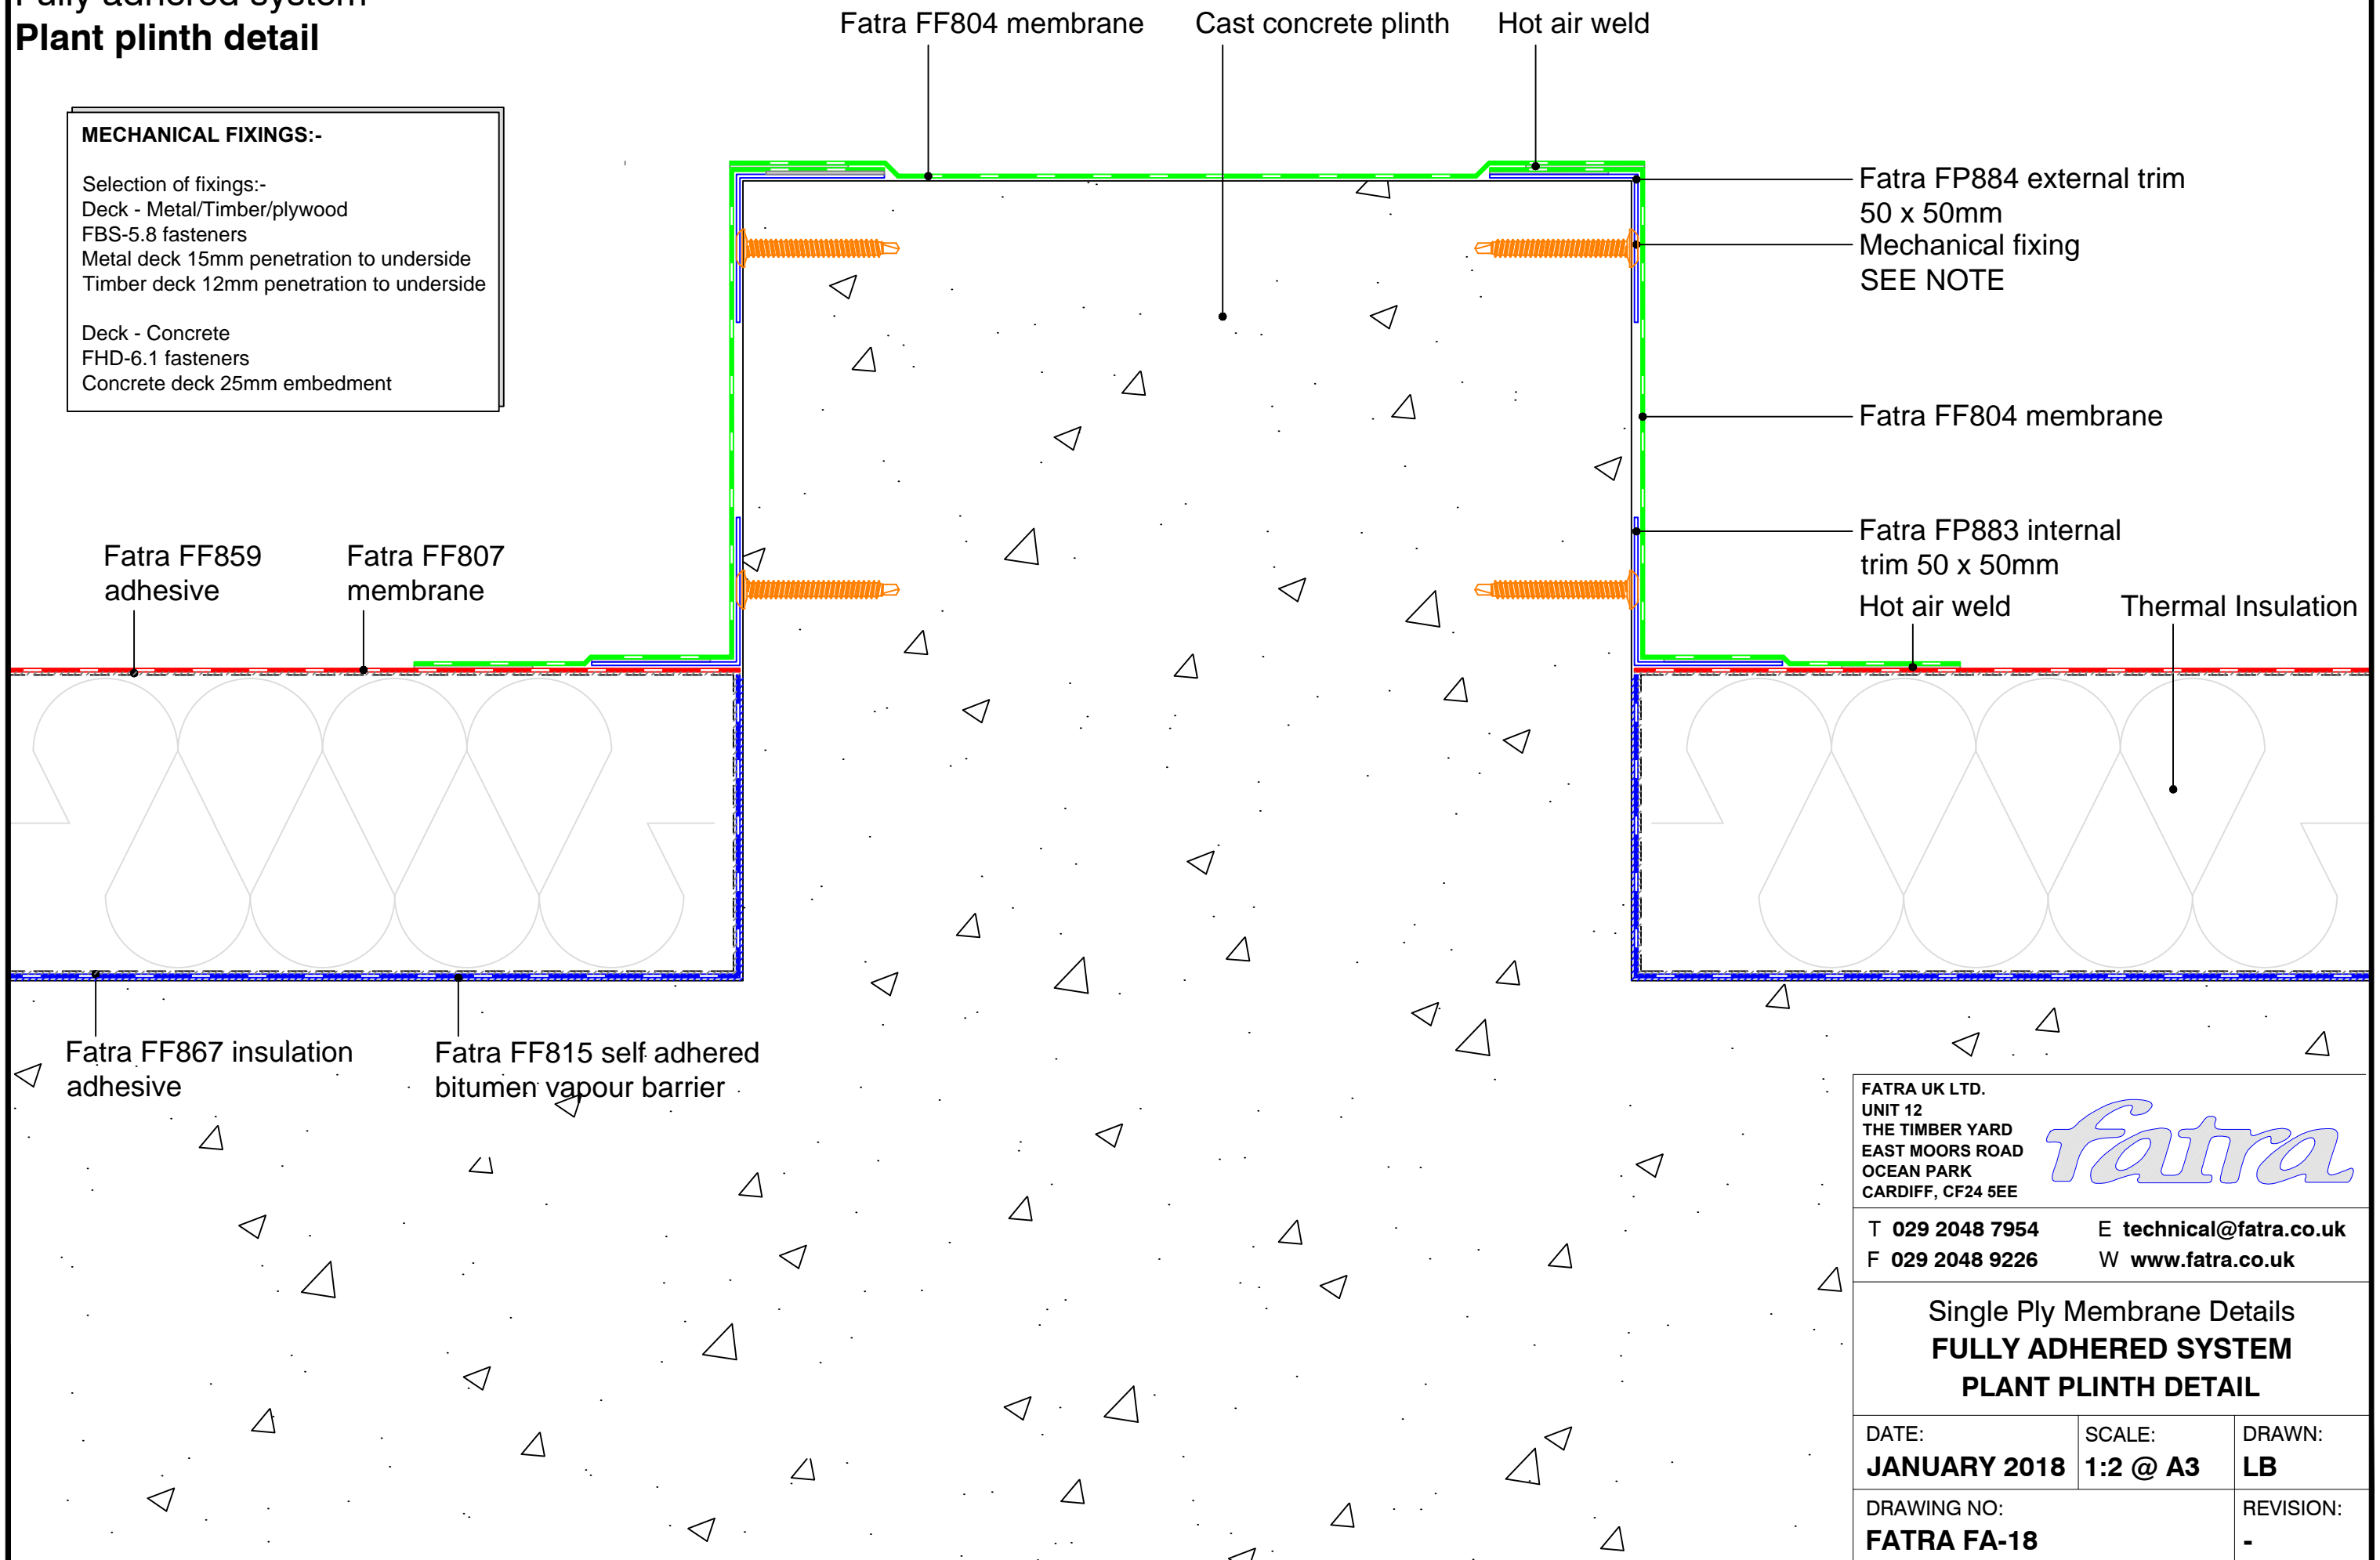 Fully adhered system
Plant plinth detail
Fatra FF804 membrane
Cast concrete plinth
Hot air weld
MECHANICAL FIXINGS:-
Selection of fixings:-
Deck - Metal/Timber/plywood
FBS-5.8 fasteners
Metal deck 15mm penetration to underside
Timber deck 12mm penetration to underside
Deck - Concrete
FHD-6.1 fasteners
Concrete deck 25mm embedment
Fatra FP884 external trim
50 x 50mm
Mechanical fixing
SEE NOTE
Fatra FF804 membrane
Fatra FP883 internal
trim 50 x 50mm
Hot air weld
Thermal Insulation
Fatra FF859
adhesive
Fatra FF807
membrane
Fatra FF867 insulation
adhesive
Fatra FF815 self adhered
bitumen vapour barrier
FATRA UK LTD.
UNIT 12
THE TIMBER YARD
EAST MOORS ROAD
OCEAN PARK
CARDIFF, CF24 5EE
fatra
T 029 2048 7954
E technical@fatra.co.uk
F 029 2048 9226
W www.fatra.co.uk
Single Ply Membrane Details
FULLY ADHERED SYSTEM
PLANT PLINTH DETAIL
DATE:
JANUARY 2018
SCALE:
1:2 @ A3
DRAWN:
LB
DRAWING NO:
FATRA FA-18
REVISION:
-